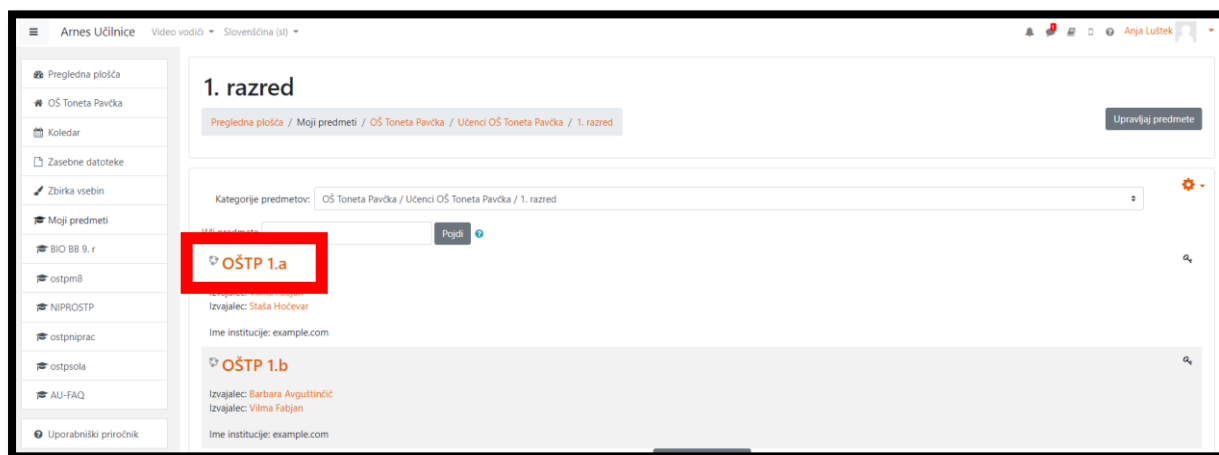 Arnes Učilnice Video vodiči Slovenščina (sl) Anja Luštek
Pregledna plošča
OŠ Toneta Pavčka
Koledar
Zasebne datoteke
Zbirka vsebin
Moji predmeti
BIO BB 9. r
ostpm8
NIPROSTP
ostpniprac
ostpsola
AU-FAQ
Uporabniški priročnik
1. razred
Pregledna plošča / Moji predmeti / OŠ Toneta Pavčka / Učenci OŠ Toneta Pavčka / 1. razred
Upravljaj predmete
Kategorije predmetov: OŠ Toneta Pavčka / Učenci OŠ Toneta Pavčka / 1. razred
Pojdi
OŠTP 1.a
Izvajalec: Staša Hočevar
Ime institucije: example.com
OŠTP 1.b
Izvajalec: Barbara Avguštinčič
Izvajalec: Vilma Fabjan
Ime institucije: example.com